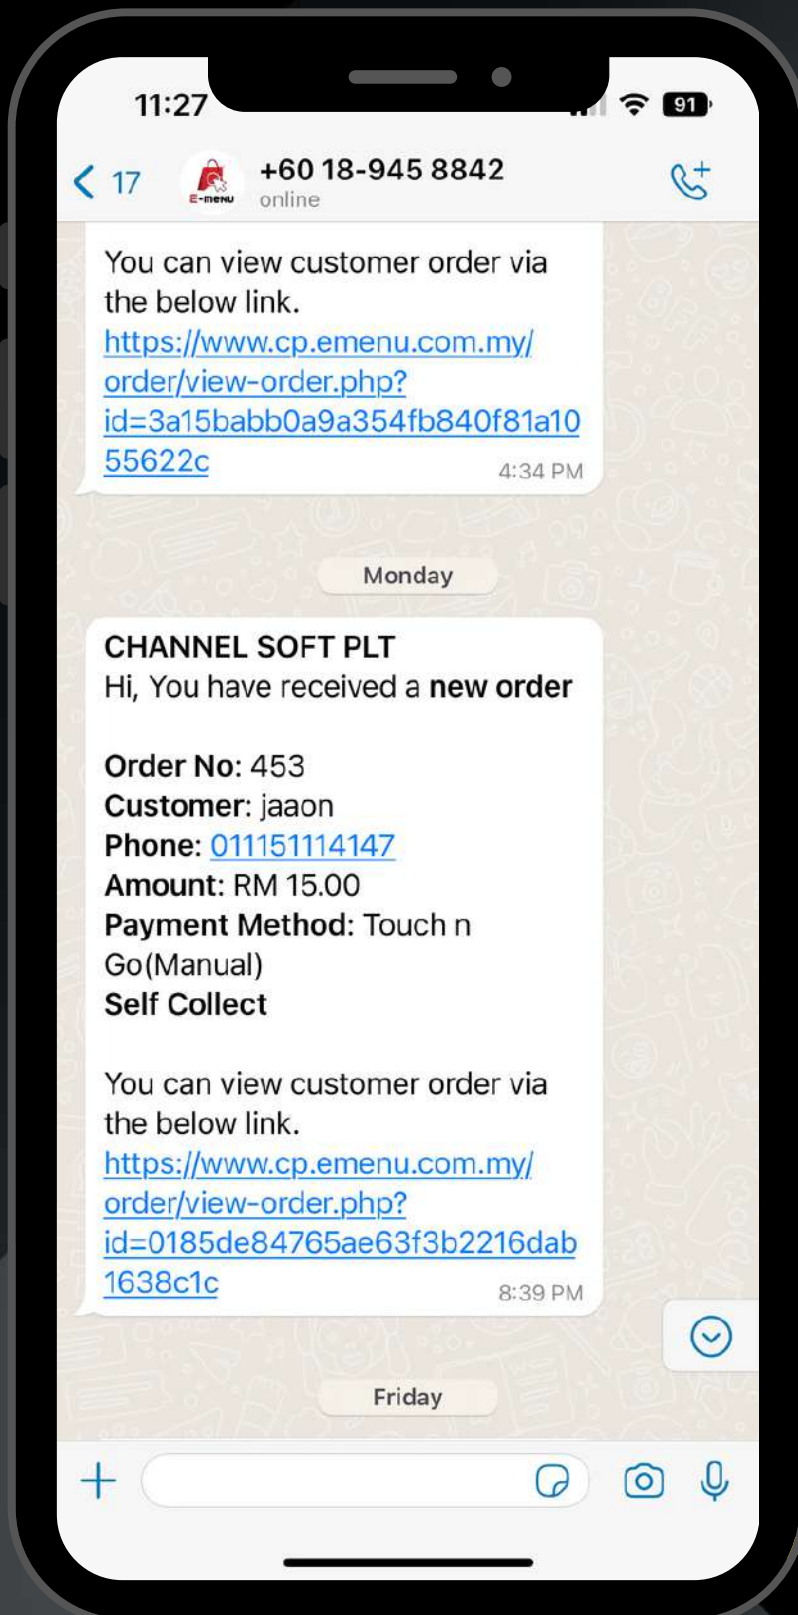 11:27
91
17
E-menu
+60 18-945 8842
online
You can view customer order via
the below link.
https://www.cp.emenu.com.my/
order/view-order.php?
id=3a15babb0a9a354fb840f81a10
55622c
4:34 PM
Monday
CHANNEL SOFT PLT
Hi, You have received a new order
Order No: 453
Customer: jaaon
Phone: 011151114147
Amount: RM 15.00
Payment Method: Touch n
Go(Manual)
Self Collect
You can view customer order via
the below link.
https://www.cp.emenu.com.my/
order/view-order.php?
id=0185de84765ae63f3b2216dab
1638c1c
8:39 PM
Friday